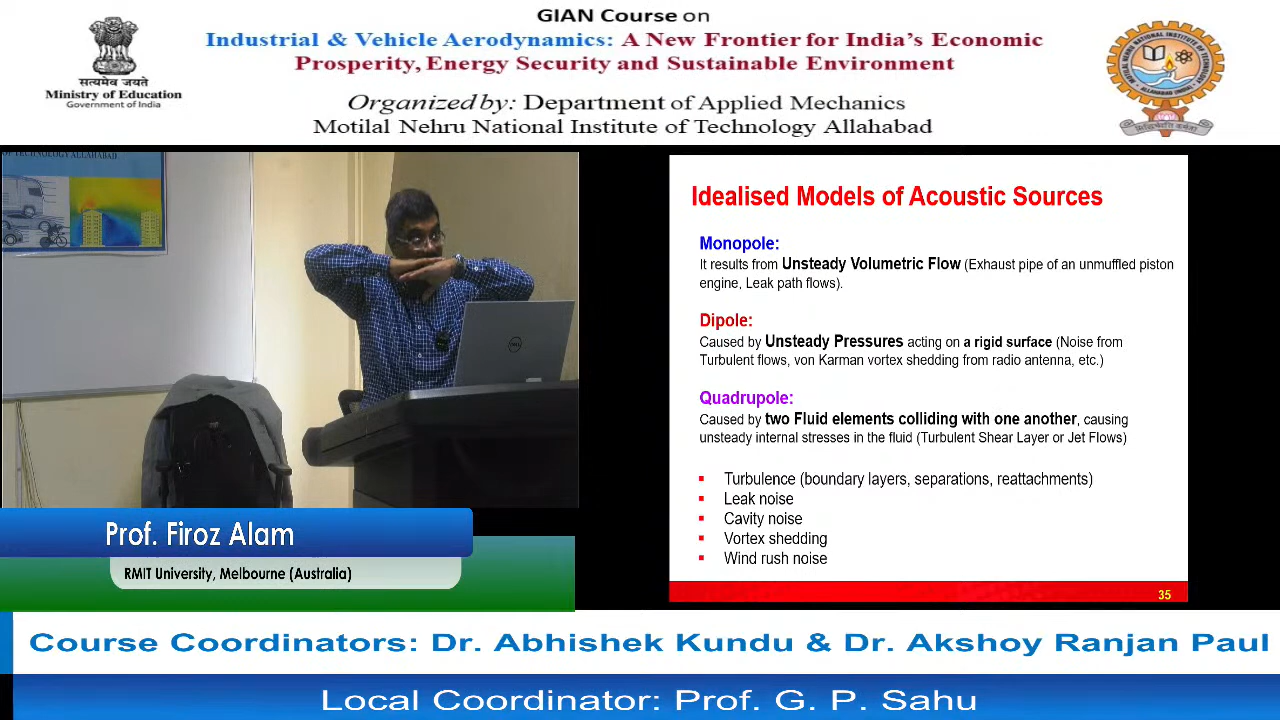 GIAN Course on
Industrial & Vehicle Aerodynamics: A New Frontier for India's Economic
Prosperity, Energy Security and Sustainable Environment
Organized by: Department of Applied Mechanics
Motilal Nehru National Institute of Technology Allahabad
सत्यमेव जयते
Ministry of Education
Government of India
OF TECHNOLOGY ALLAHABAD
DELL
Idealised Models of Acoustic Sources
Monopole:
It results from Unsteady Volumetric Flow (Exhaust pipe of an unmuffled piston
engine, Leak path flows).
Dipole:
Caused by Unsteady Pressures acting on a rigid surface (Noise from
Turbulent flows, von Karman vortex shedding from radio antenna, etc.)
Quadrupole:
Caused by two Fluid elements colliding with one another, causing
unsteady internal stresses in the fluid (Turbulent Shear Layer or Jet Flows)
▪ Turbulence (boundary layers, separations, reattachments)
▪ Leak noise
▪ Cavity noise
▪ Vortex shedding
▪ Wind rush noise
35
Prof. Firoz Alam
RMIT University, Melbourne (Australia)
Course Coordinators: Dr. Abhishek Kundu & Dr. Akshoy Ranjan Paul
Local Coordinator: Prof. G. P. Sahu